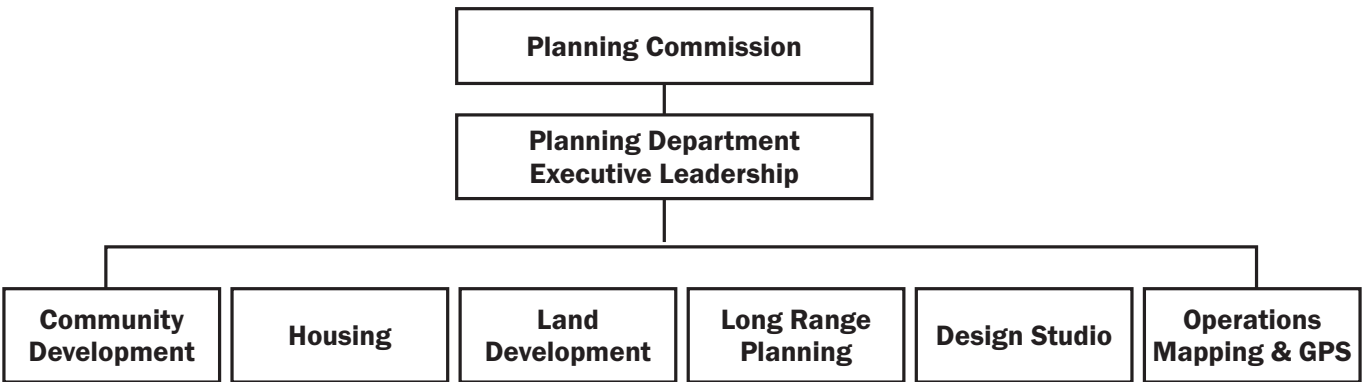 Planning Commission
Planning Department
Executive Leadership
Community
Development
Housing
Land
Development
Long Range
Planning
Design Studio
Operations
Mapping & GPS